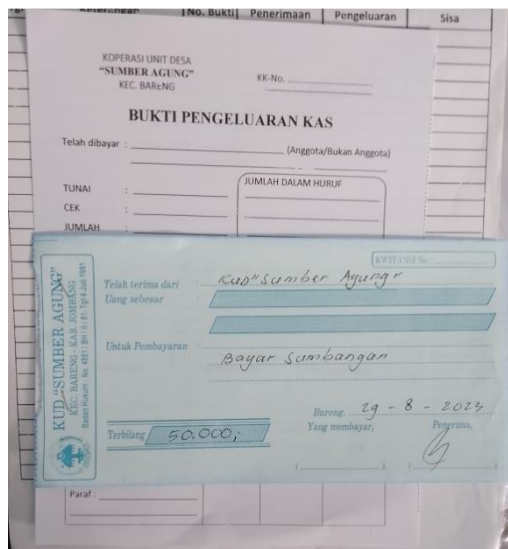 Keterangan No. Bukti Penerimaan Pengeluaran Sisa
KOPERASI UNIT DESA
"SUMBER AGUNG"
KEC. BARENG
KK-No.
BUKTI PENGELUARAN KAS
Telah dibayar : (Anggota/Bukan Anggota)
TUNAI :
JUMLAH DALAM HURUF
CEK :
JUMLAH
KUD "SUMBER AGUNG"
KEC. BARENG - KAB. JOMBANG
KWITANSI No.
Telah terima dari : KUD "Sumber Agung"
Uang sebesar
Untuk Pembayaran : Bayar Sumbangan
Bareng, 29 - 8 - 2023
Yang membayar, Penerima,
Terbilang 50.000,-
Paraf :